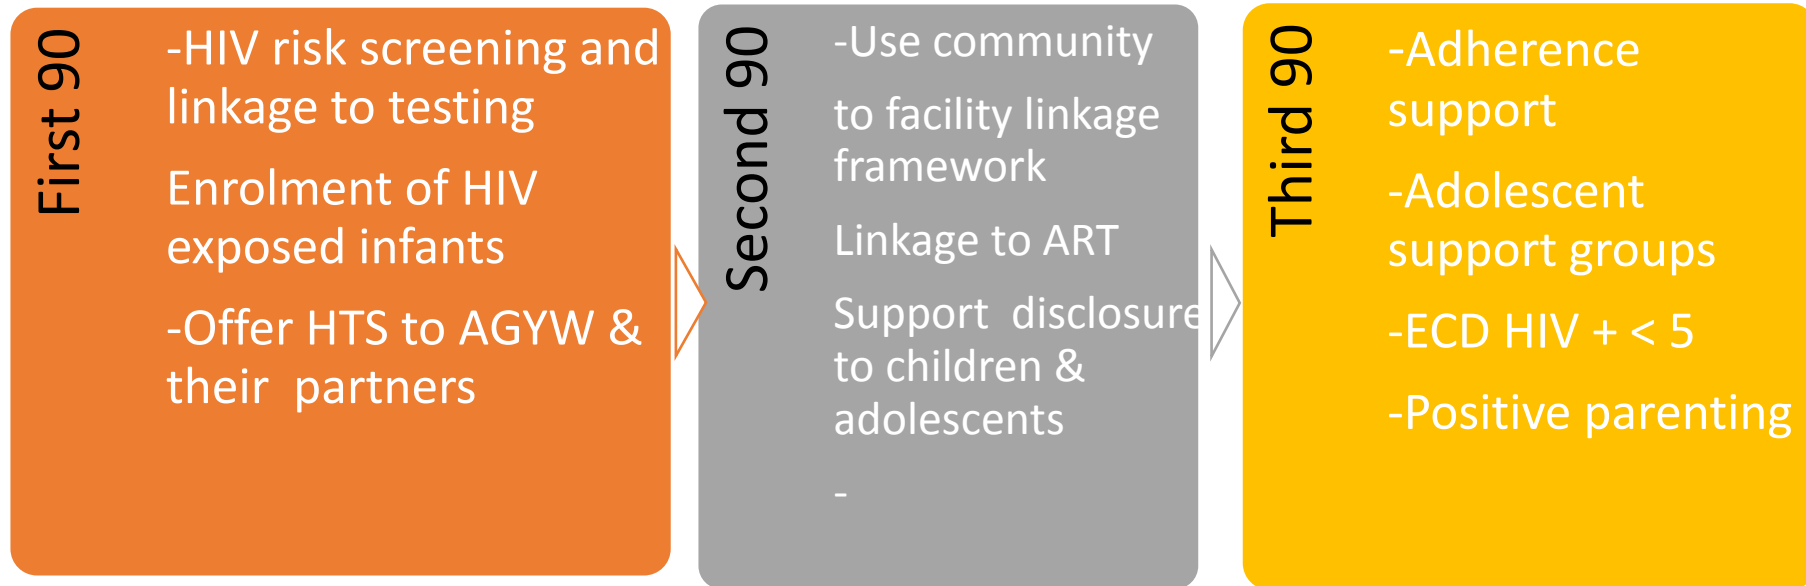 First 90
-HIV risk screening and
linkage to testing
Enrolment of HIV
exposed infants
-Offer HTS to AGYW &
their  partners
Second 90
-Use community
to facility linkage
framework
Linkage to ART
Support  disclosure
to children &
adolescents
-
Third 90
-Adherence
support
-Adolescent
support groups
-ECD HIV + < 5
-Positive parenting